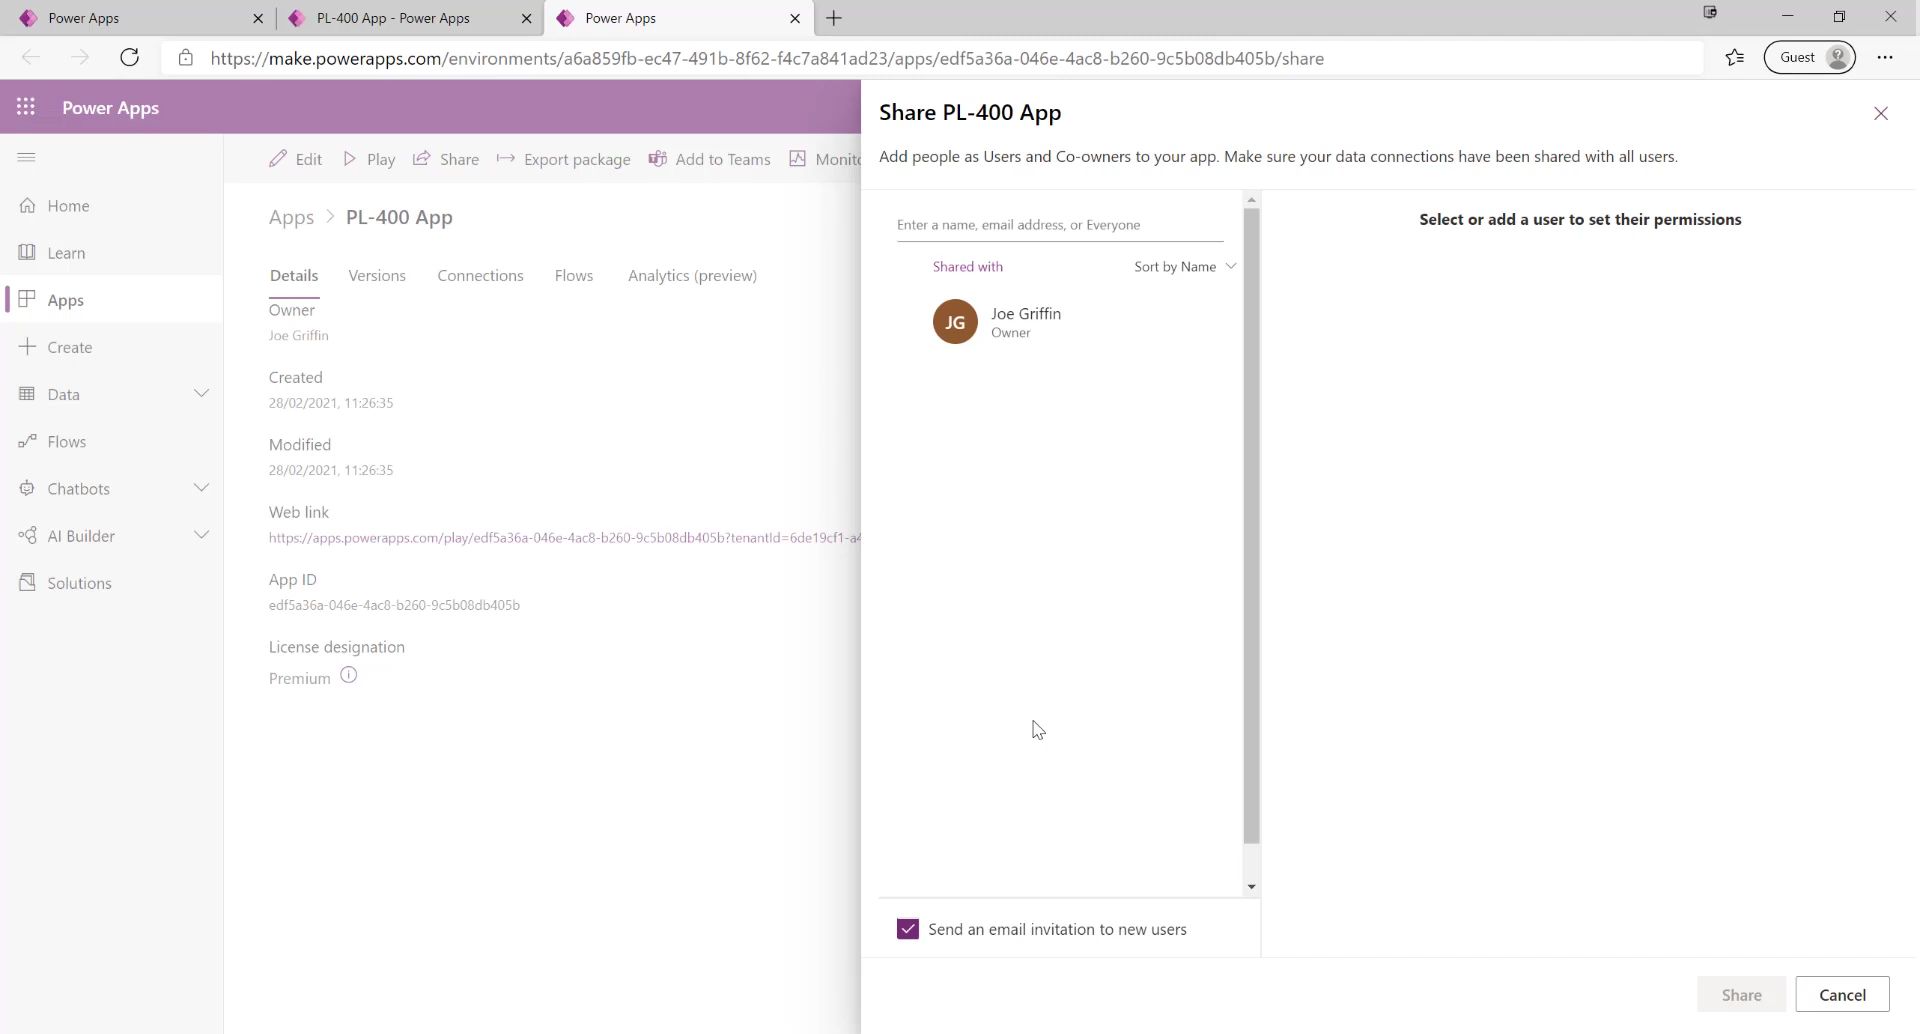 Power Apps
PL-400 App - Power Apps
Power Apps
https://make.powerapps.com/environments/a6a859fb-ec47-491b-8f62-f4c7a841ad23/apps/edf5a36a-046e-4ac8-b260-9c5b08db405b/share
Guest
Power Apps
Home
Learn
Apps
Create
Data
Flows
Chatbots
AI Builder
Solutions
Edit
Play
Share
Export package
Add to Teams
Monito
Apps > PL-400 App
Details
Versions
Connections
Flows
Analytics (preview)
Owner
Joe Griffin
Created
28/02/2021, 11:26:35
Modified
28/02/2021, 11:26:35
Web link
https://apps.powerapps.com/play/edf5a36a-046e-4ac8-b260-9c5b08db405b?tenantId=6de19cf1-a4
App ID
edf5a36a-046e-4ac8-b260-9c5b08db405b
License designation
Premium
Share PL-400 App
Add people as Users and Co-owners to your app. Make sure your data connections have been shared with all users.
Enter a name, email address, or Everyone
Shared with
Sort by Name
JG
Joe Griffin
Owner
Send an email invitation to new users
Select or add a user to set their permissions
Share
Cancel